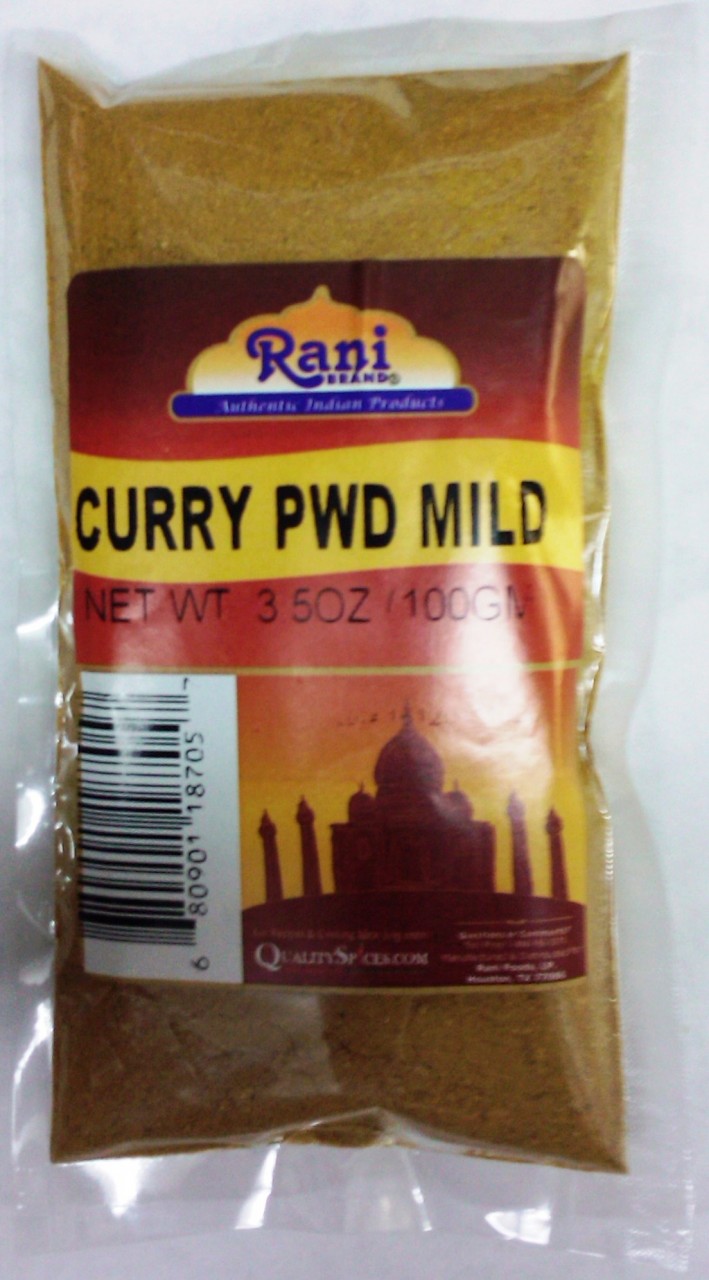 Rani
BRAND®
Authentic Indian Products
CURRY PWD MILD
NET WT 3 5OZ / 100GM
6 80901 18705 7
QUALITYSPICES.COM
Rani Foods, LP
Houston, TX